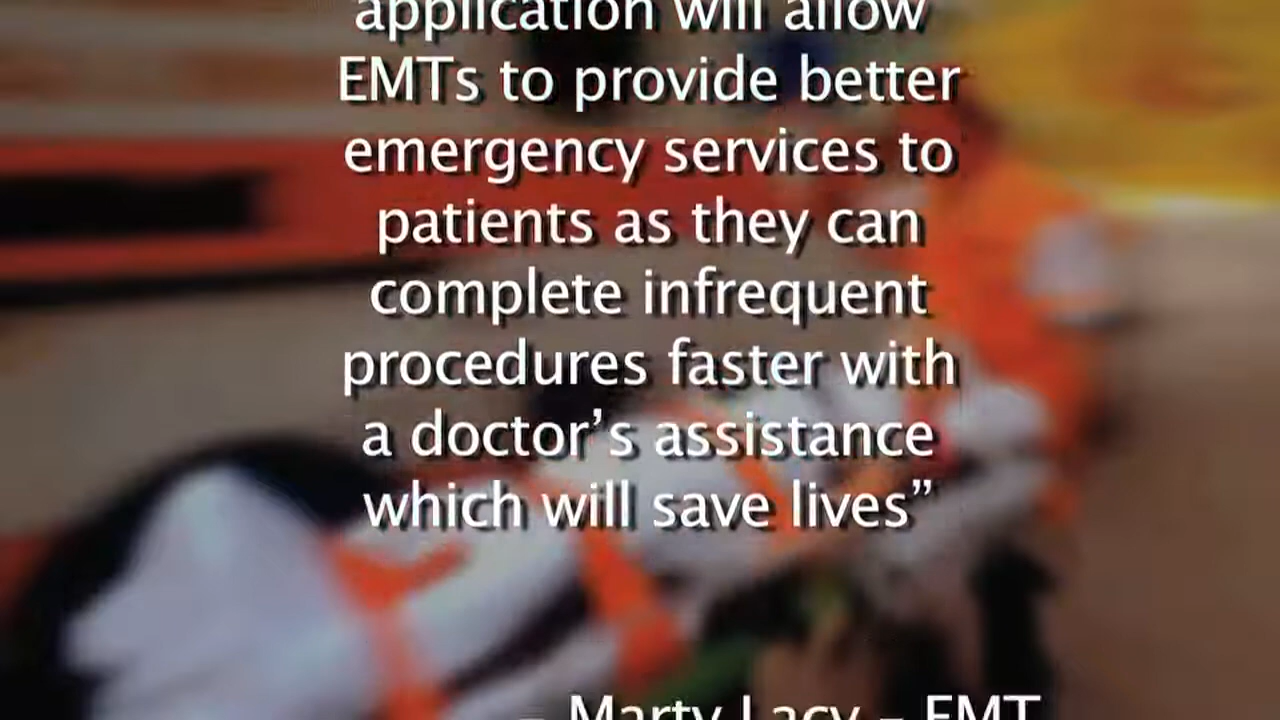 application will allow
EMTs to provide better
emergency services to
patients as they can
complete infrequent
procedures faster with
a doctor’s assistance
which will save lives”
– Marty Lacy – EMT